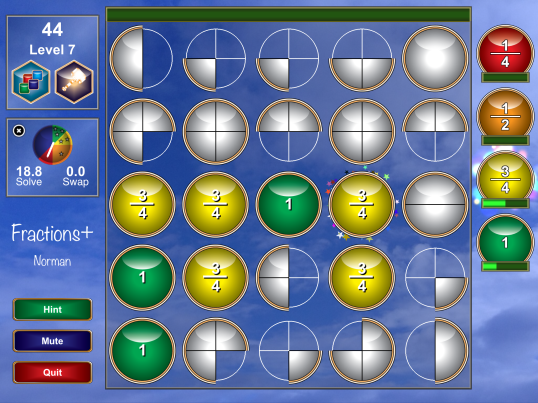 44
Level 7
18.8 0.0
Solve Swap
Fractions+
Norman
Hint
Mute
Quit
3/4 3/4 1 3/4
1 3/4 3/4
1
1/4
1/2
3/4
1